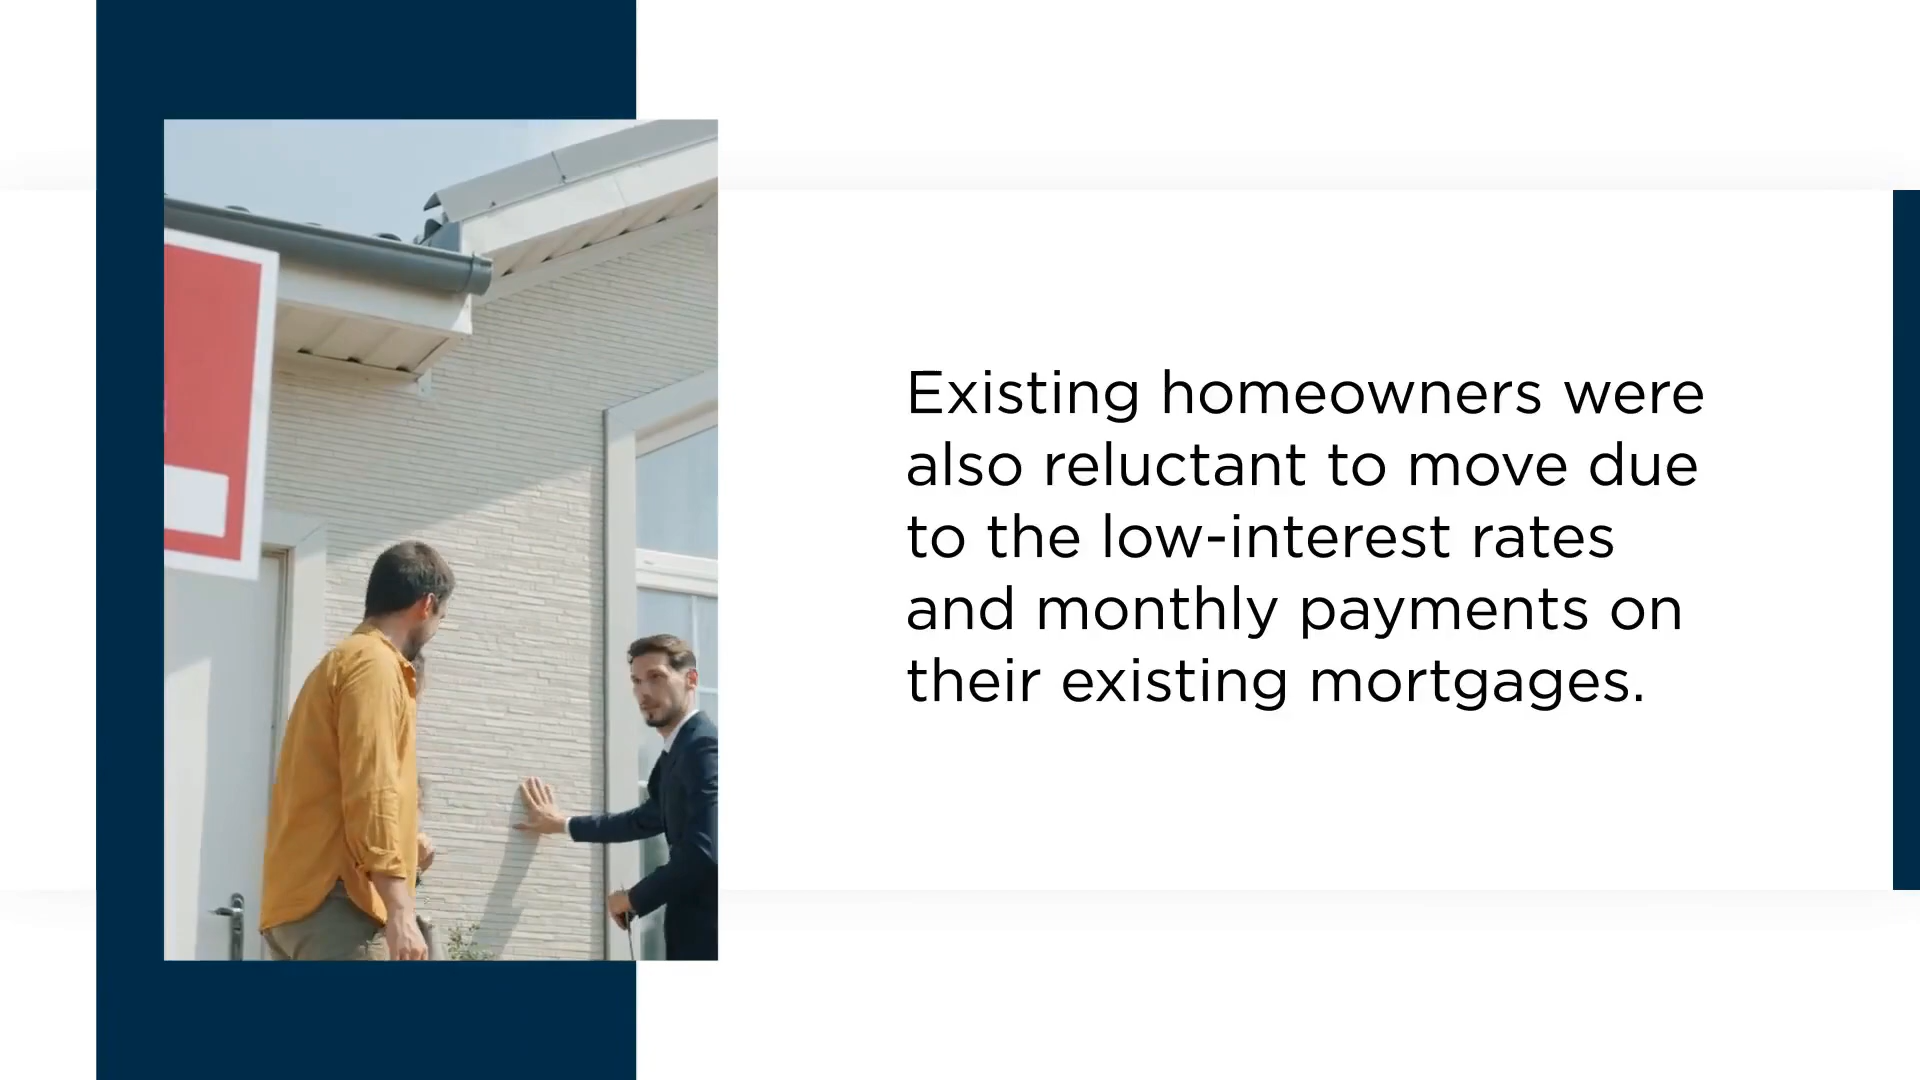 Existing homeowners were
also reluctant to move due
to the low-interest rates
and monthly payments on
their existing mortgages.